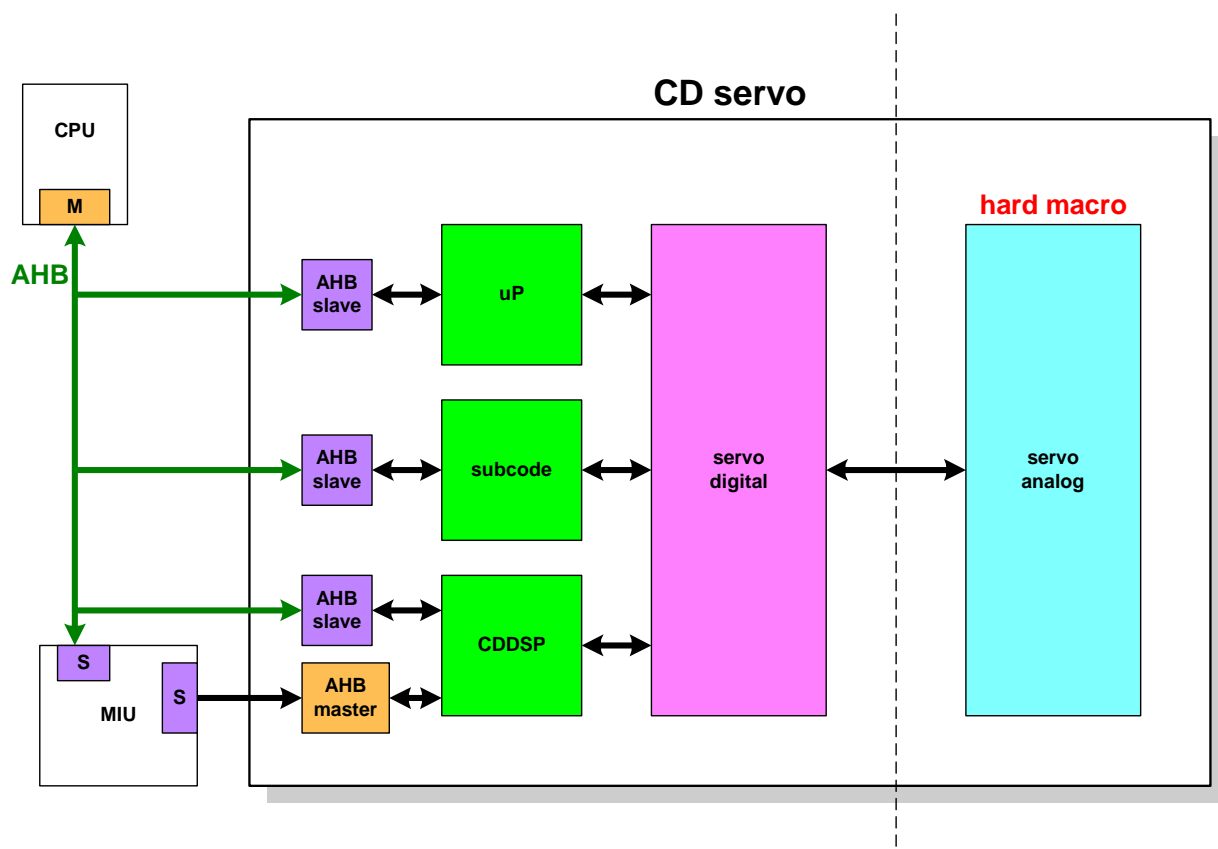 CD servo
CPU
M
hard macro
AHB
AHB
slave
uP
AHB
slave
subcode
servo
digital
servo
analog
AHB
slave
CDDSP
S
S
MIU
AHB
master